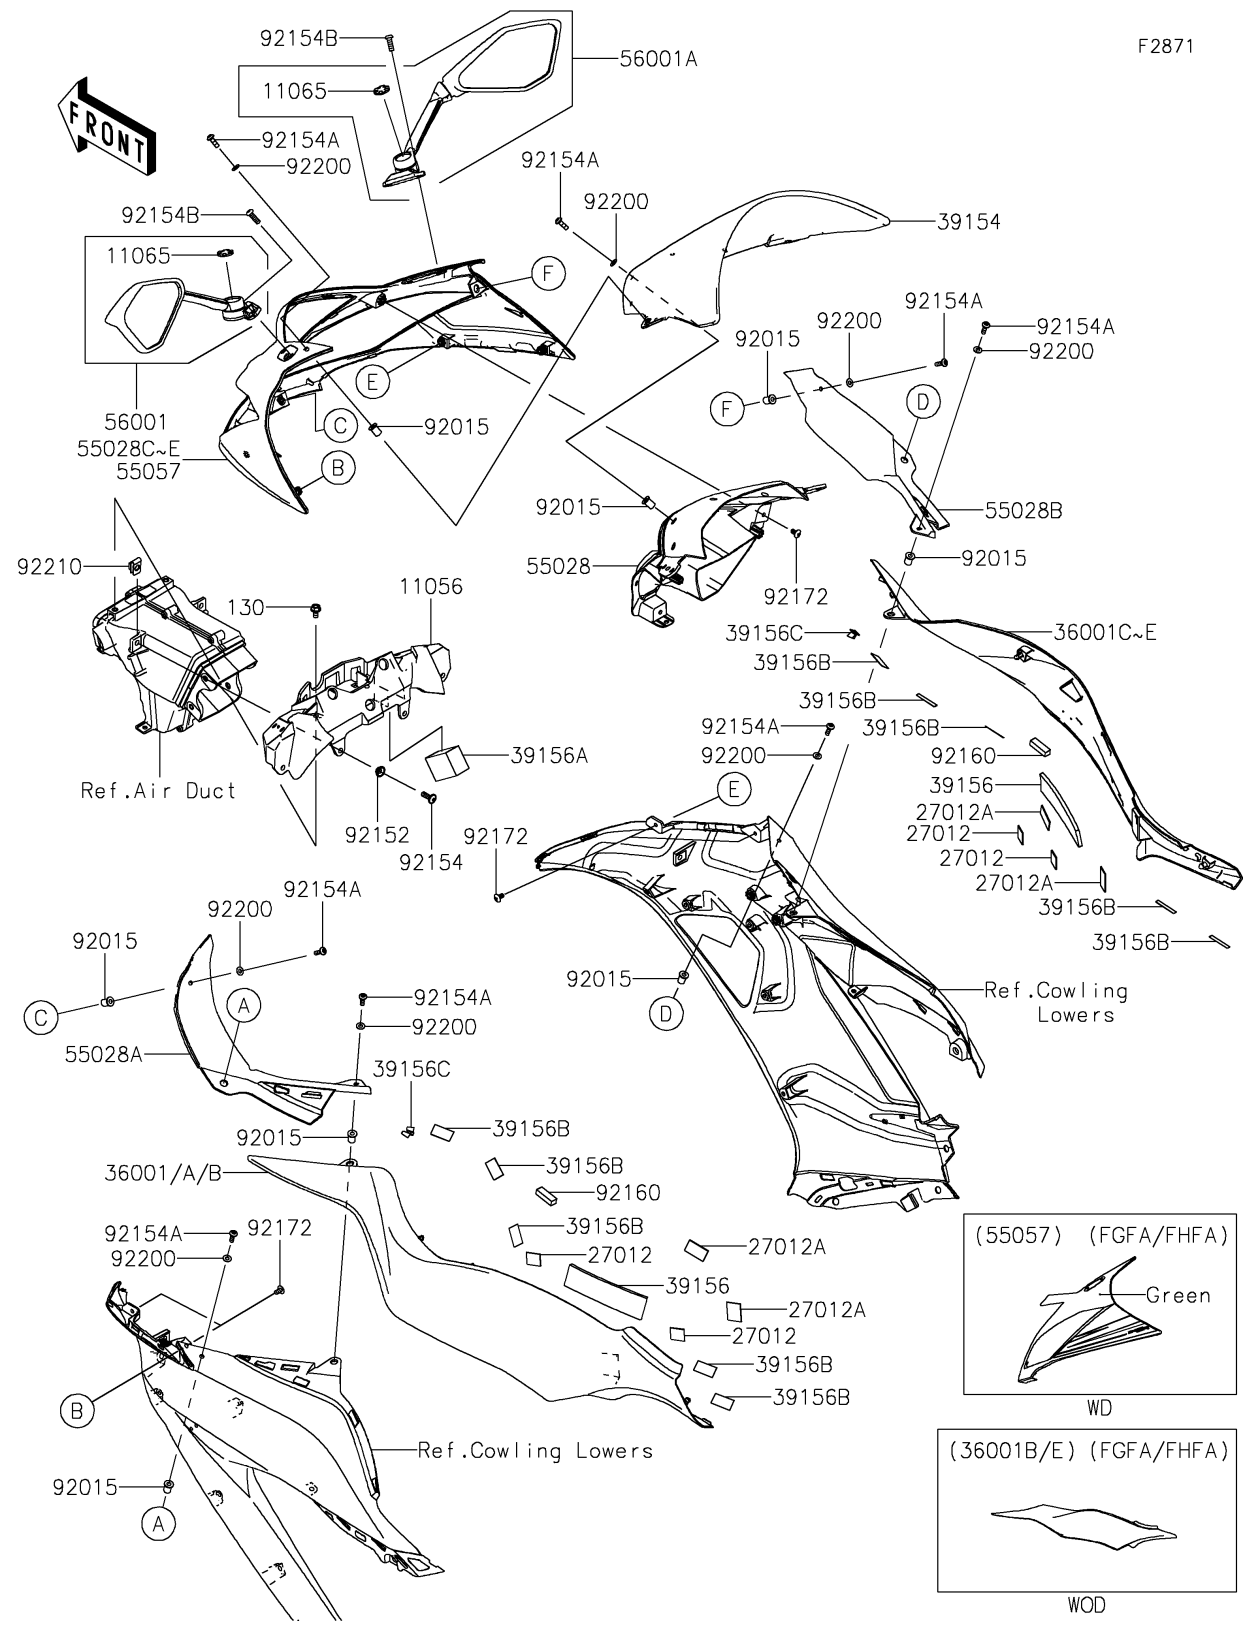 F2871
92154B
56001A
11065
FRONT
92154A
92200
92154A
92200
92154B
39154
11065
F
92154A
92200
92154A
92015
92200
E
F
D
56001
C
92015
55028C~E
55057
B
92015
55028B
92210
55028
92015
11056
130
92172
39156C
36001C~E
39156B
39156B
92154A
39156B
92200
92160
39156A
39156
Ref.Air Duct
E
27012A
27012
92152
92172
92154
27012
27012A
92154A
39156B
92200
92015
39156B
92015
Ref.Cowling
Lowers
92154A
C
A
D
92200
55028A
39156C
92015
39156B
36001/A/B
39156B
92160
92154A
92172
39156B
92200
27012
27012A
(55057) (FGFA/FHFA)
39156
Green
27012A
27012
39156B
39156B
B
WD
Ref.Cowling Lowers
(36001B/E) (FGFA/FHFA)
92015
A
WOD